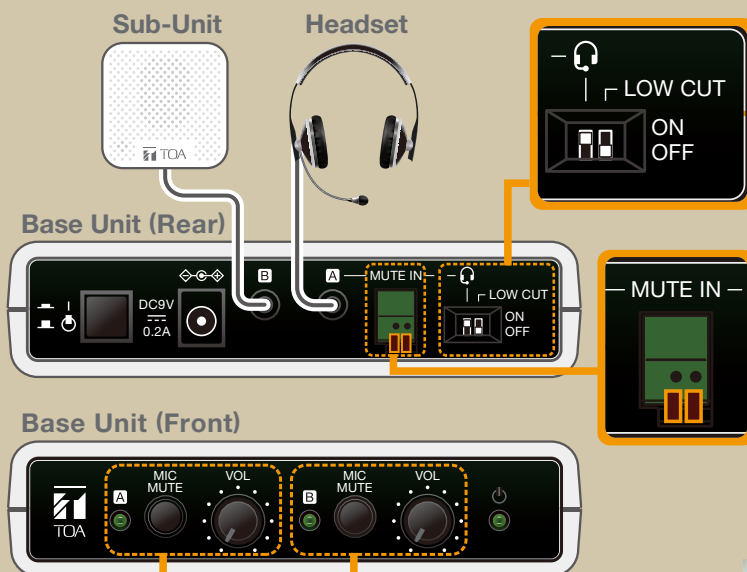 Sub-Unit
Headset
TOA
LOW CUT
ON
OFF
Base Unit (Rear)
DC9V
0.2A
B
A
MUTE IN
LOW CUT
ON
OFF
MUTE IN
Base Unit (Front)
TOA
A
MIC
MUTE
VOL
B
MIC
MUTE
VOL